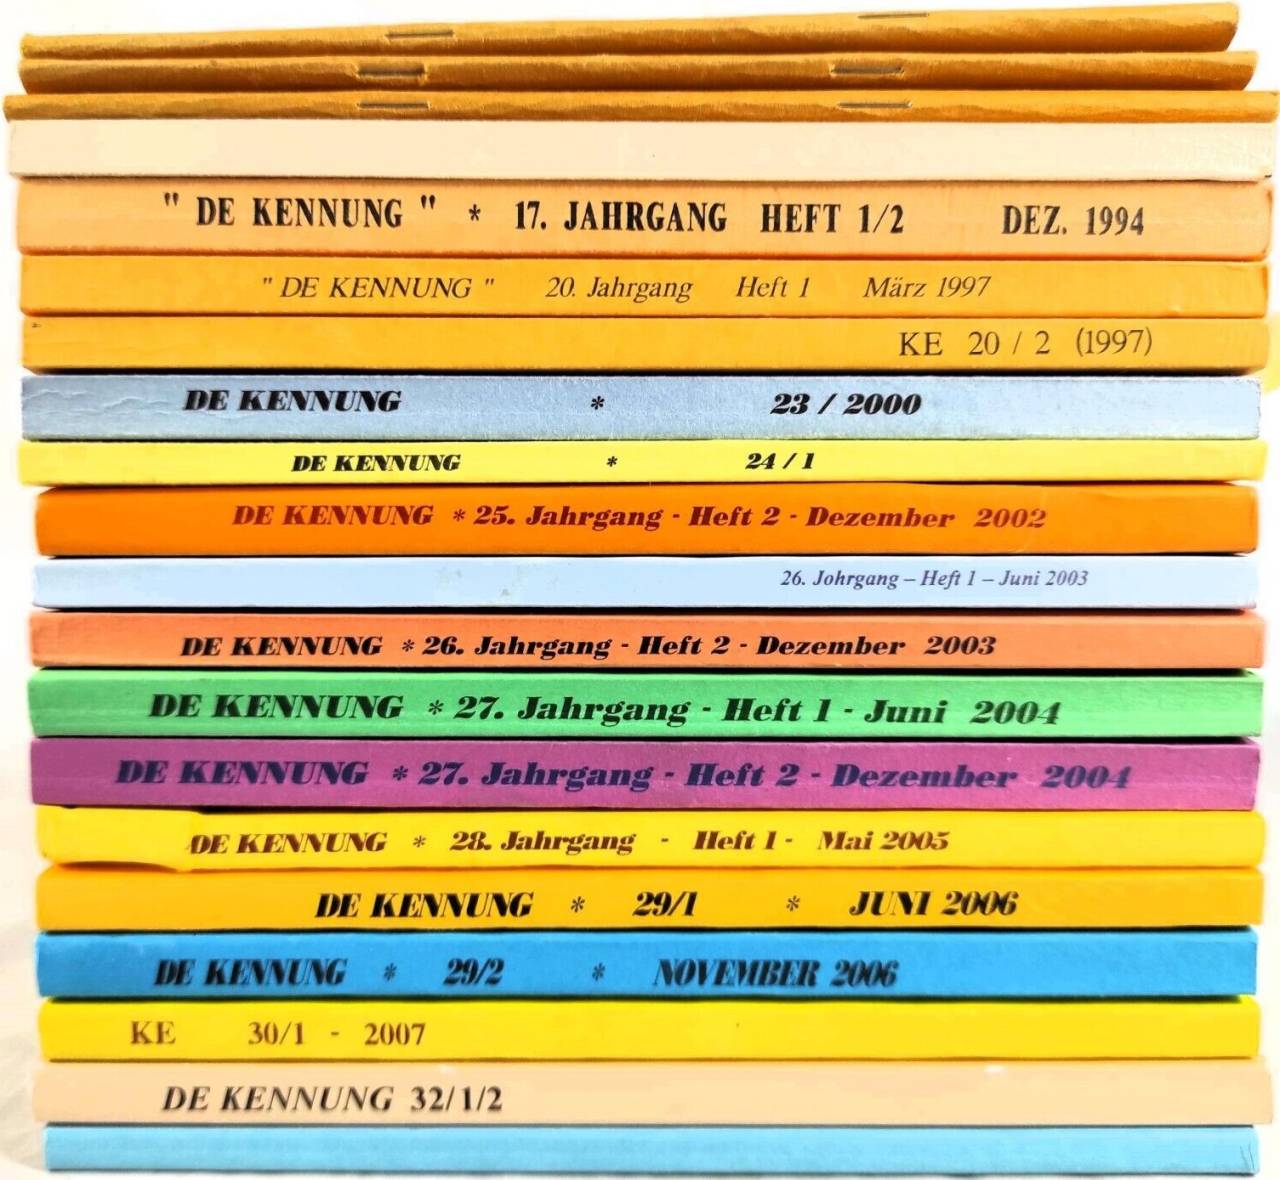 " DE KENNUNG " * 17. JAHRGANG HEFT 1/2 DEZ. 1994
" DE KENNUNG " 20. Jahrgang Heft 1 März 1997
KE 20 / 2 (1997)
DE KENNUNG * 23 / 2000
DE KENNUNG * 24 / 1
DE KENNUNG * 25. Jahrgang - Heft 2 - Dezember 2002
26. Johrgang – Heft 1 – Juni 2003
DE KENNUNG * 26. Jahrgang - Heft 2 - Dezember 2003
DE KENNUNG * 27. Jahrgang - Heft 1 - Juni 2004
DE KENNUNG * 27. Jahrgang - Heft 2 - Dezember 2004
DE KENNUNG * 28. Jahrgang - Heft 1 - Mai 2005
DE KENNUNG * 29/1 * JUNI 2006
DE KENNUNG * 29/2 * NOVEMBER 2006
KE 30/1 - 2007
DE KENNUNG 32/1/2